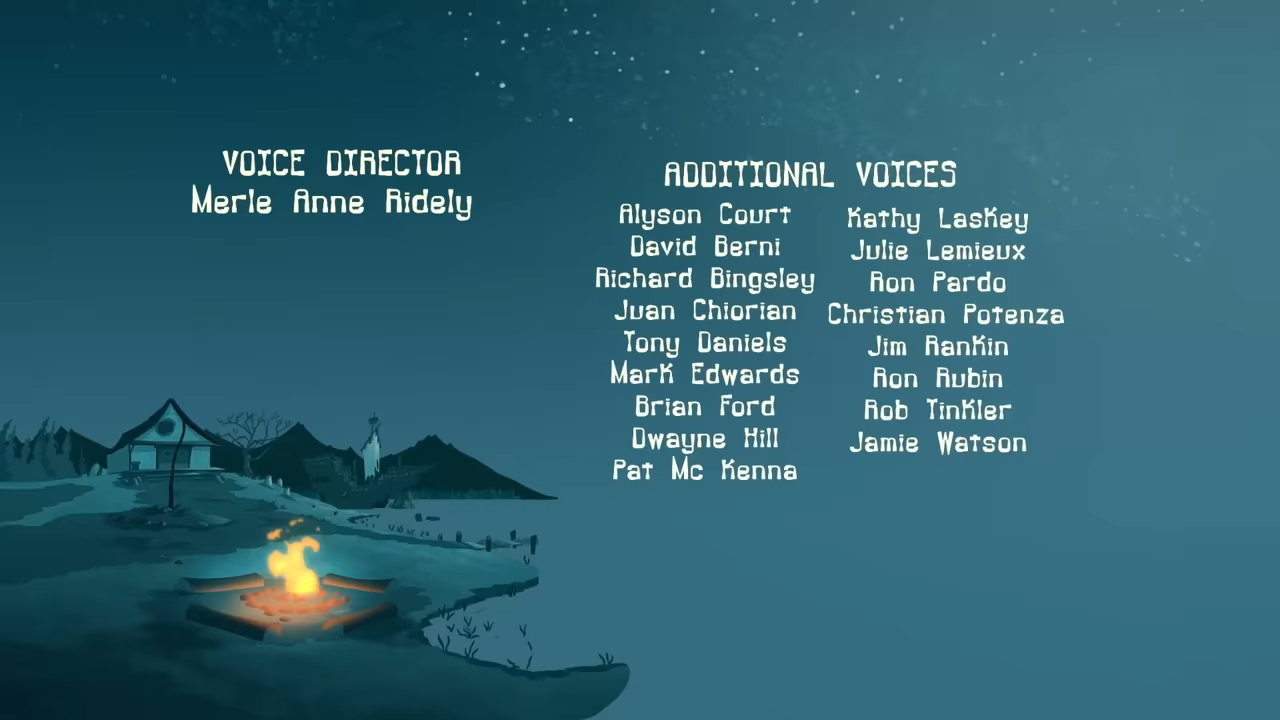 VOICE DIRECTOR
Merle Anne Ridely
ADDITIONAL VOICES
Alyson Court
David Berni
Richard Bingsley
Juan Chiorian
Tony Daniels
Mark Edwards
Brian Ford
Dwayne Hill
Pat Mc Kenna
Kathy Laskey
Julie Lemieux
Ron Pardo
Christian Potenza
Jim Rankin
Ron Rubin
Rob Tinkler
Jamie Watson